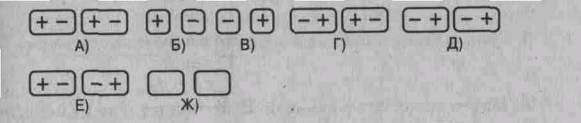 + − + − + − − + − + + − − + − +
А) Б) В) Г) Д)
+ − − +
Е) Ж)